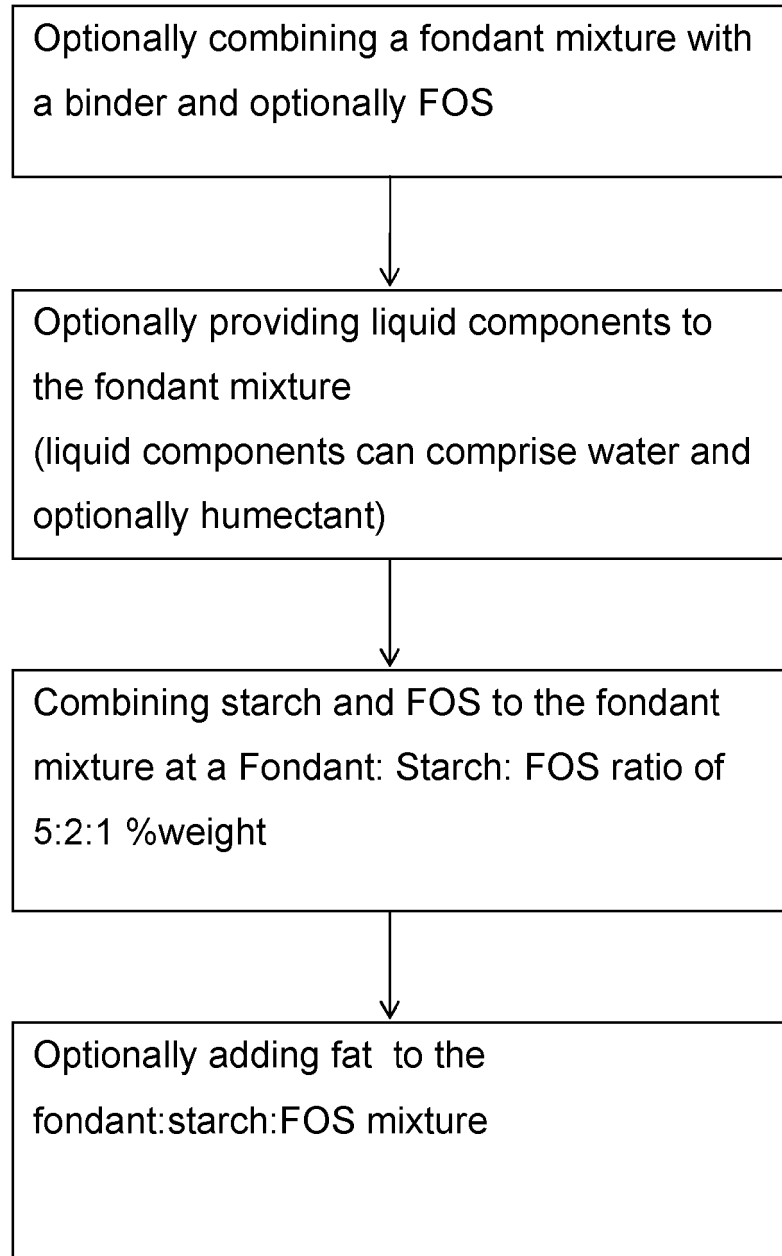 Optionally combining a fondant mixture with
a binder and optionally FOS
Optionally providing liquid components to
the fondant mixture
(liquid components can comprise water and
optionally humectant)
Combining starch and FOS to the fondant
mixture at a Fondant: Starch: FOS ratio of
5:2:1 %weight
Optionally adding fat  to the
fondant:starch:FOS mixture